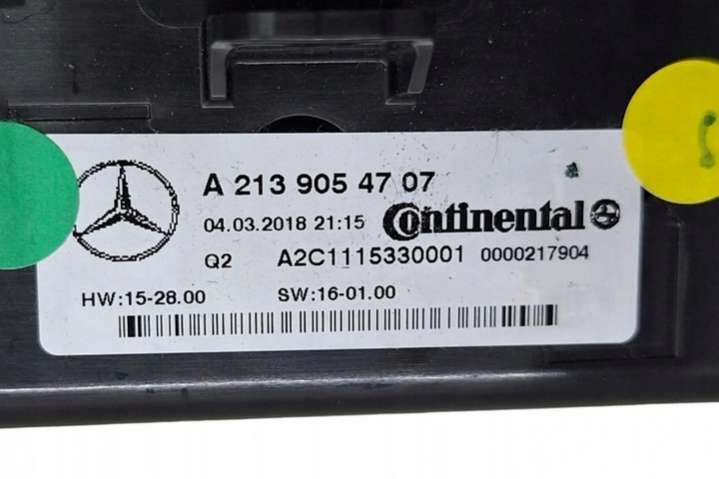 A 213 905 47 07
04.03.2018 21:15 Continental
Q2 A2C1115330001 0000217904
HW:15-28.00 SW:16-01.00